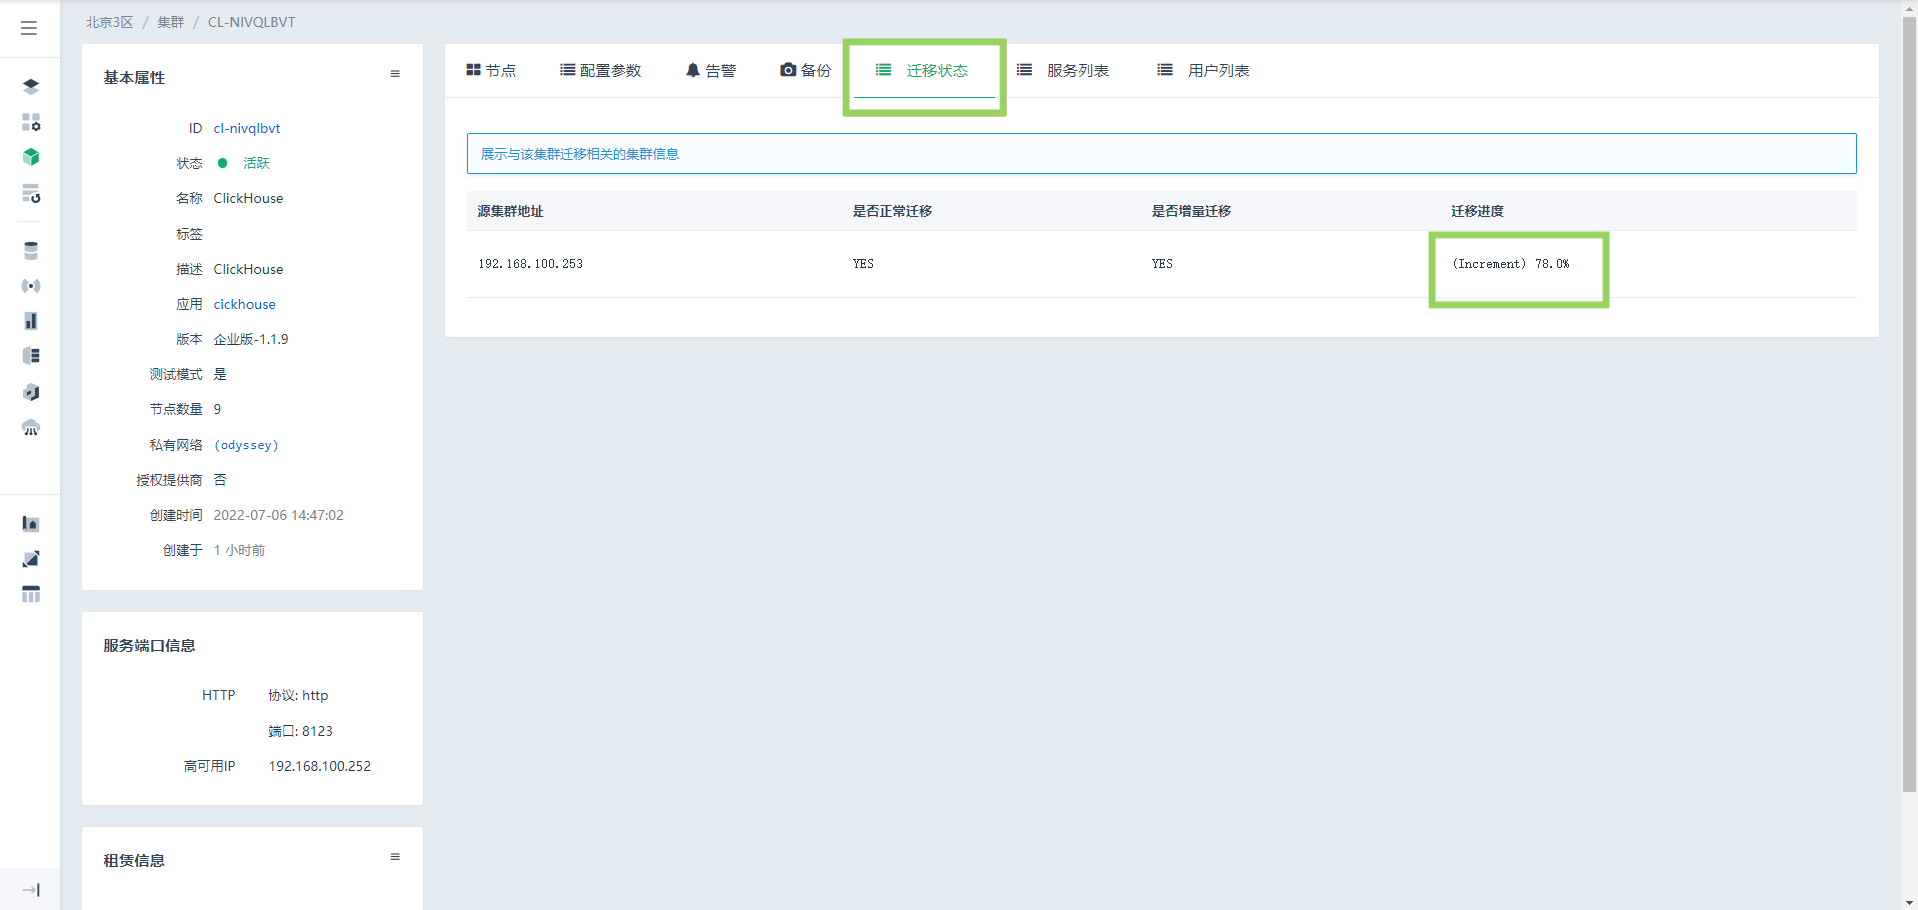 北京3区 / 集群 / CL-NIVQLBVT
基本属性
ID cl-nivqlbvt
状态 活跃
名称 ClickHouse
标签
描述 ClickHouse
应用 cickhouse
版本 企业版-1.1.9
测试模式 是
节点数量 9
私有网络 (odyssey)
授权提供商 否
创建时间 2022-07-06 14:47:02
创建于 1 小时前
服务端口信息
HTTP 协议: http
端口: 8123
高可用IP 192.168.100.252
租赁信息
节点 配置参数 告警 备份 迁移状态 服务列表 用户列表
展示与该集群迁移相关的集群信息
源集群地址 是否正常迁移 是否增量迁移 迁移进度
192.168.100.253 YES YES (Increment) 78.0%